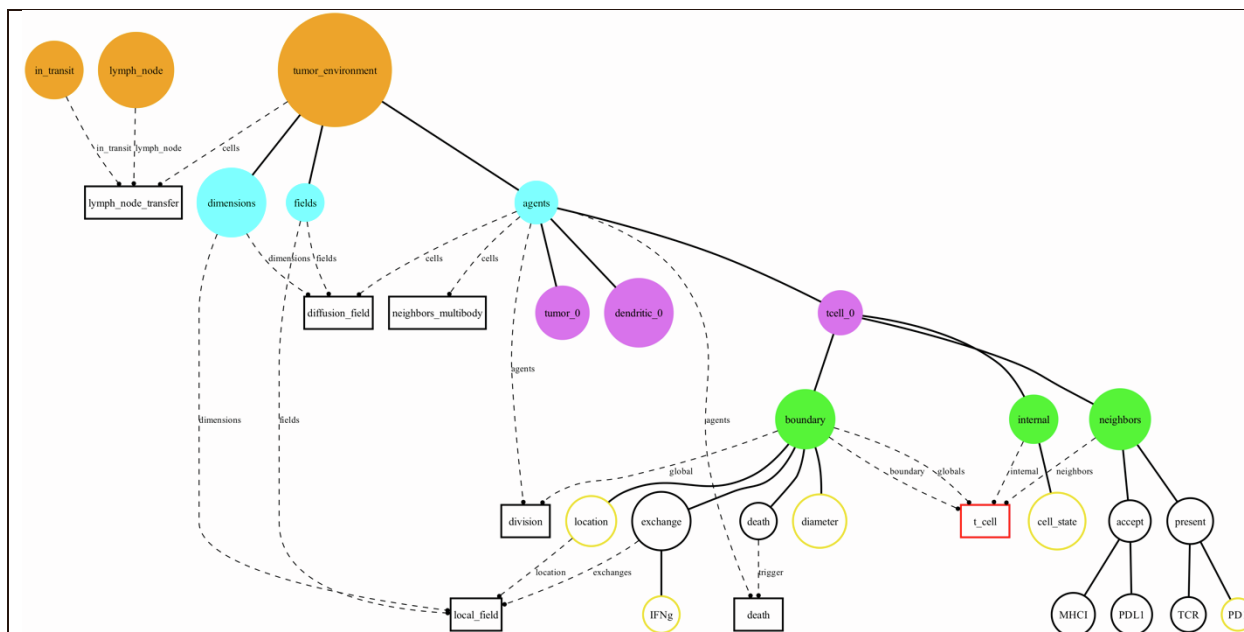 in_transit
lymph_node
tumor_environment
in_transit
lymph_node
cells
lymph_node_transfer
dimensions
fields
agents
dimensions
fields
cells
cells
diffusion_field
neighbors_multibody
tumor_0
dendritic_0
tcell_0
agents
dimensions
fields
agents
boundary
internal
neighbors
global
boundary
globals
internal
neighbors
division
location
exchange
death
diameter
t_cell
cell_state
accept
present
location
exchanges
trigger
local_field
IFNg
death
MHCI
PDL1
TCR
PD1